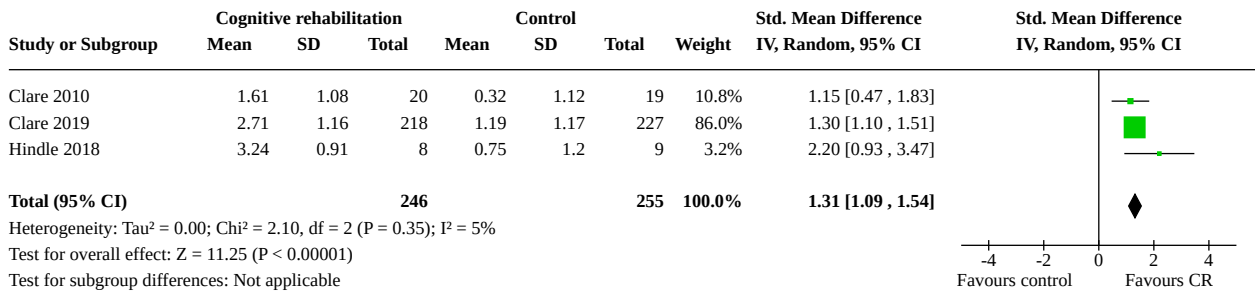 Cognitive rehabilitation Control Std. Mean Difference Std. Mean Difference
Study or Subgroup Mean SD Total Mean SD Total Weight IV, Random, 95% CI IV, Random, 95% CI
Clare 2010 1.61 1.08 20 0.32 1.12 19 10.8% 1.15 [0.47 , 1.83]
Clare 2019 2.71 1.16 218 1.19 1.17 227 86.0% 1.30 [1.10 , 1.51]
Hindle 2018 3.24 0.91 8 0.75 1.2 9 3.2% 2.20 [0.93 , 3.47]
Total (95% CI) 246 255 100.0% 1.31 [1.09 , 1.54]
Heterogeneity: Tau² = 0.00; Chi² = 2.10, df = 2 (P = 0.35); I² = 5%
Test for overall effect: Z = 11.25 (P < 0.00001)
Test for subgroup differences: Not applicable
-4 -2 0 2 4
Favours control Favours CR